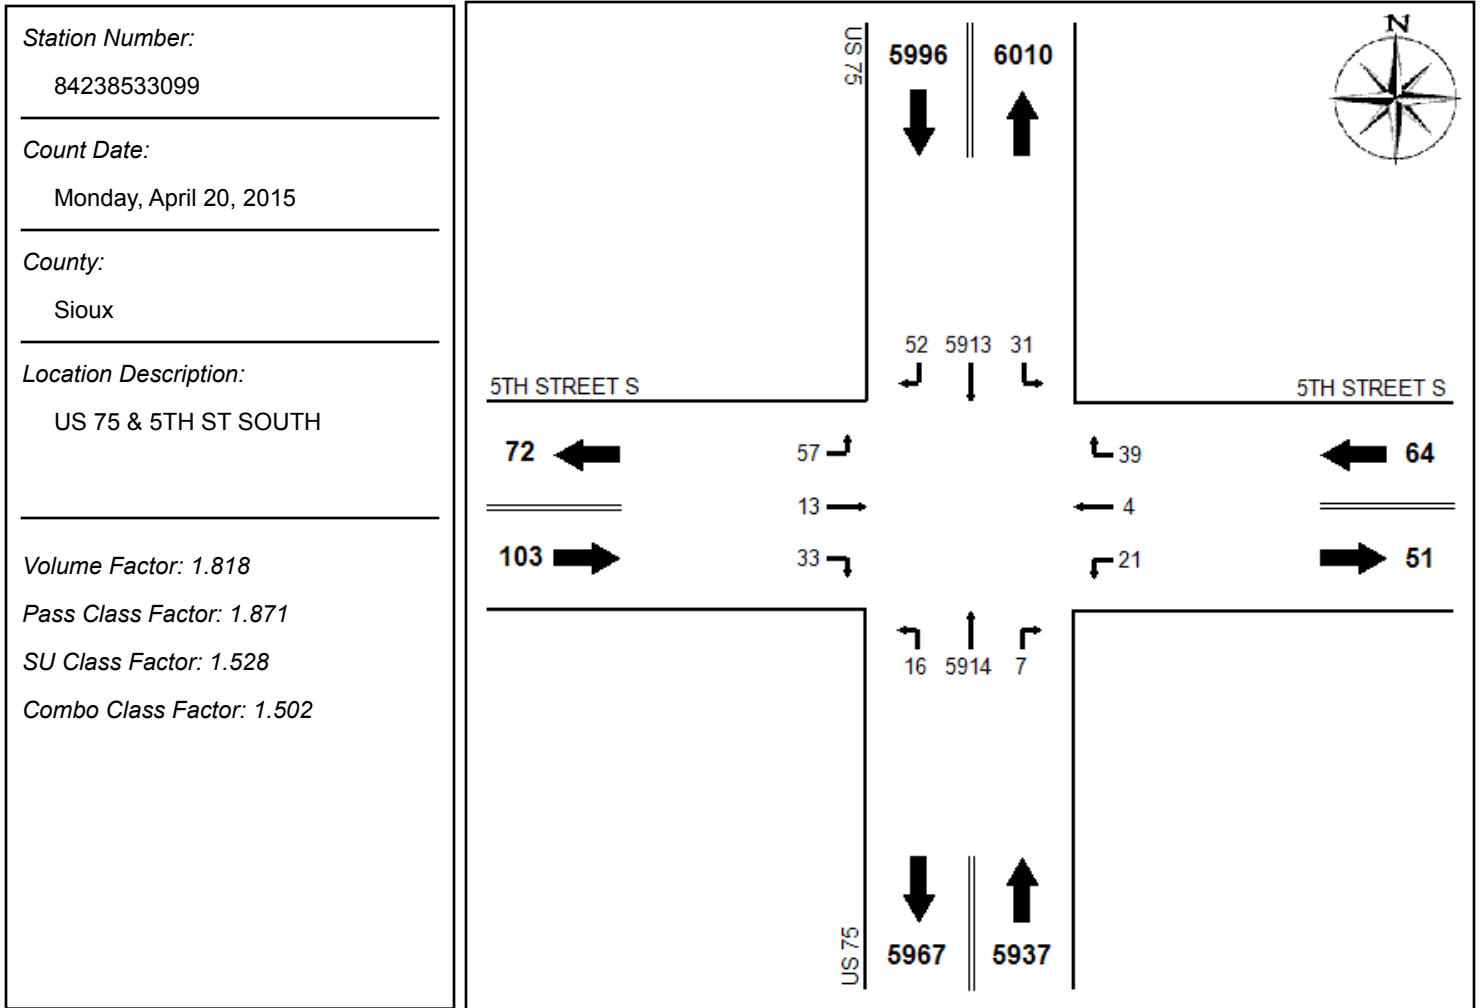 Station Number:
84238533099
Count Date:
Monday, April 20, 2015
County:
Sioux
Location Description:
US 75 & 5TH ST SOUTH
Volume Factor: 1.818
Pass Class Factor: 1.871
SU Class Factor: 1.528
Combo Class Factor: 1.502
N
US 75
5996 6010
52 5913 31
5TH STREET S
5TH STREET S
72 57 39 64
13 4
103 33 21 51
16 5914 7
US 75
5967 5937